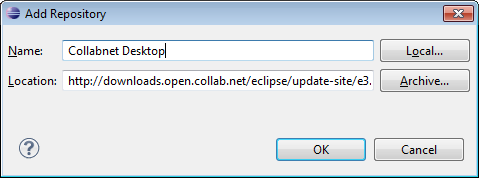 Add Repository
Name: Collabnet Desktop Local...
Location: http://downloads.open.collab.net/eclipse/update-site/e3. Archive...
? OK Cancel